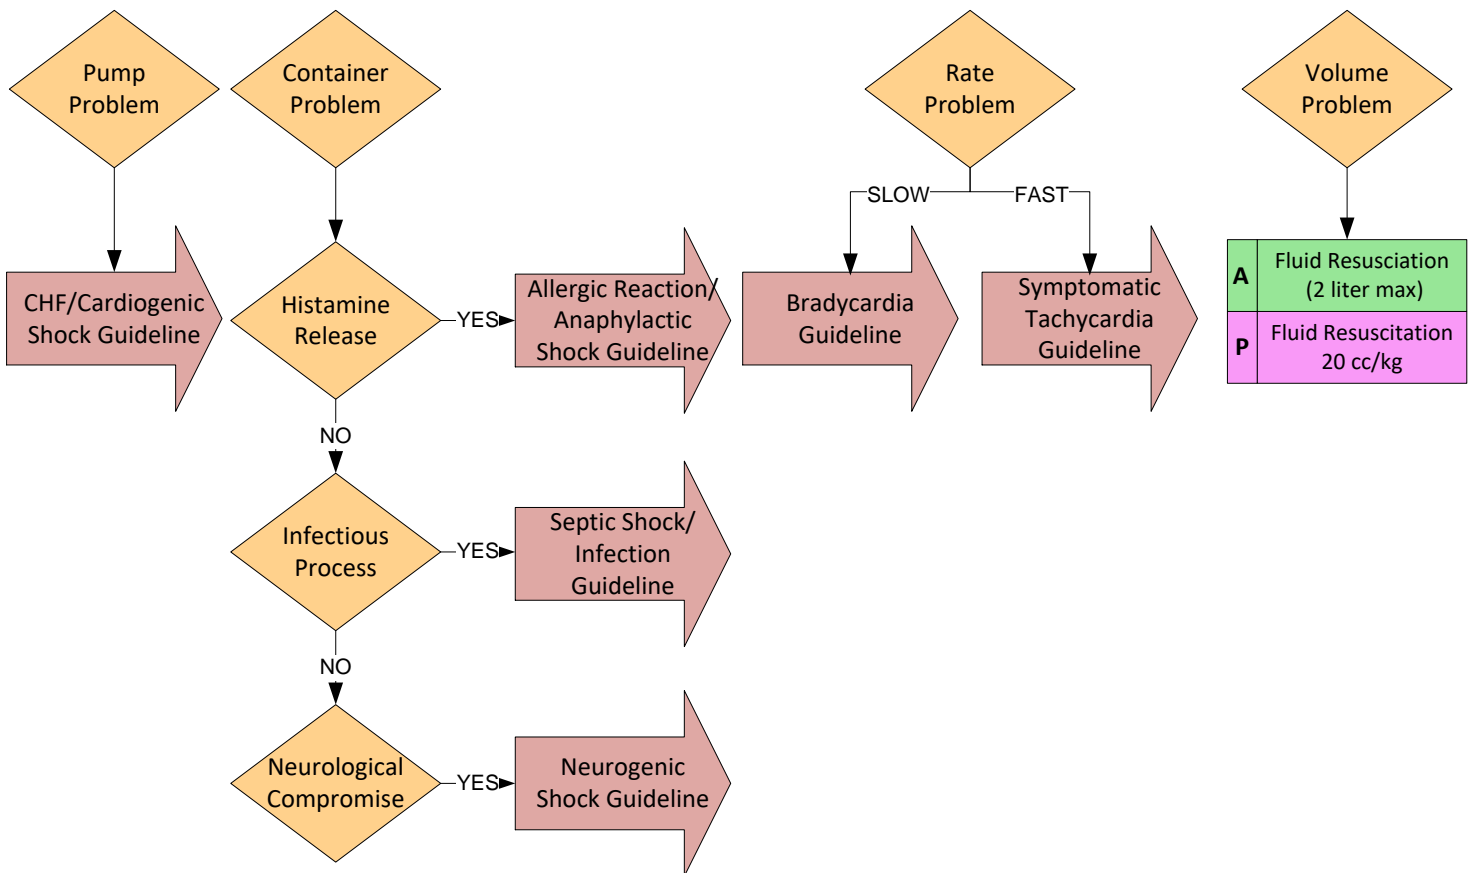 Pump
Problem
Container
Problem
Rate
Problem
Volume
Problem
SLOW
FAST
CHF/Cardiogenic
Shock Guideline
Histamine
Release
YES
Allergic Reaction/
Anaphylactic
Shock Guideline
Bradycardia
Guideline
Symptomatic
Tachycardia
Guideline
A
Fluid Resusciation
(2 liter max)
P
Fluid Resuscitation
20 cc/kg
NO
Infectious
Process
YES
Septic Shock/
Infection
Guideline
NO
Neurological
Compromise
YES
Neurogenic
Shock Guideline